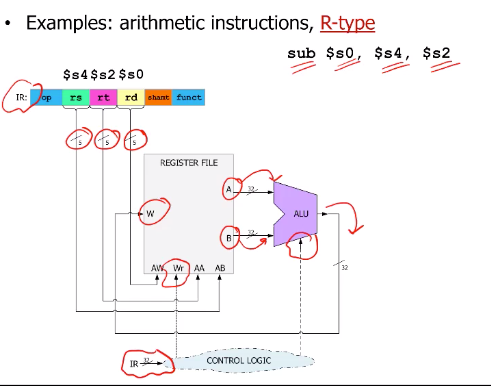 • Examples: arithmetic instructions, R-type
sub $s0, $s4, $s2
$s4 $s2 $s0
IR: op rs rt rd shamt funct
5 5 5
REGISTER FILE
A 32
W
ALU
B 32
32
AW Wr AA AB
IR 32 CONTROL LOGIC